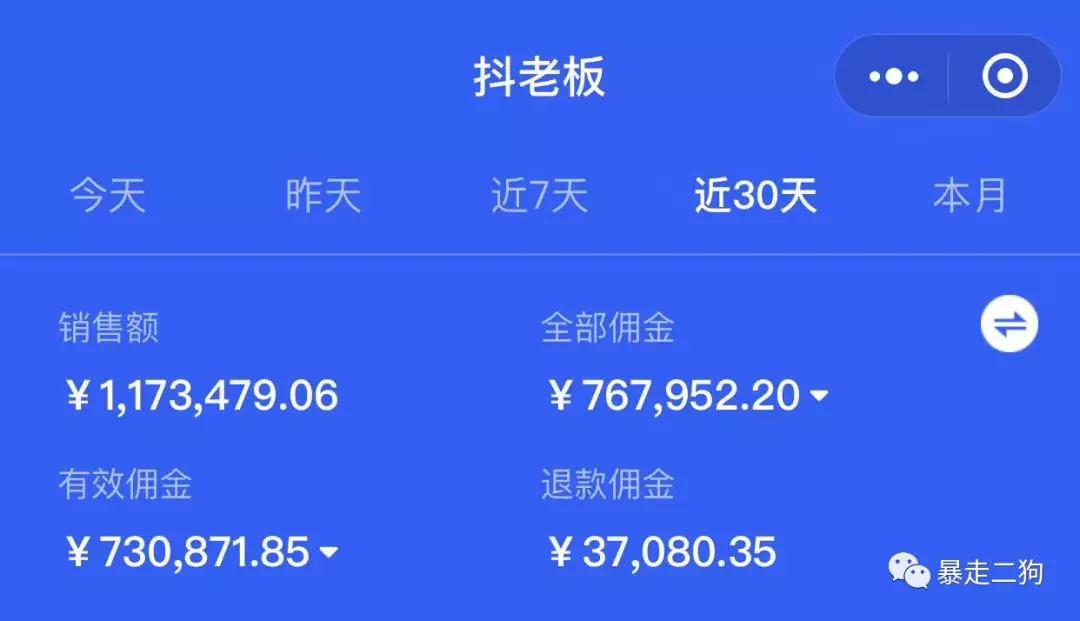 抖老板
今天 昨天 近7天 近30天 本月
销售额 全部佣金
¥1,173,479.06 ¥767,952.20
有效佣金 退款佣金
¥730,871.85 ¥37,080.35
暴走二狗